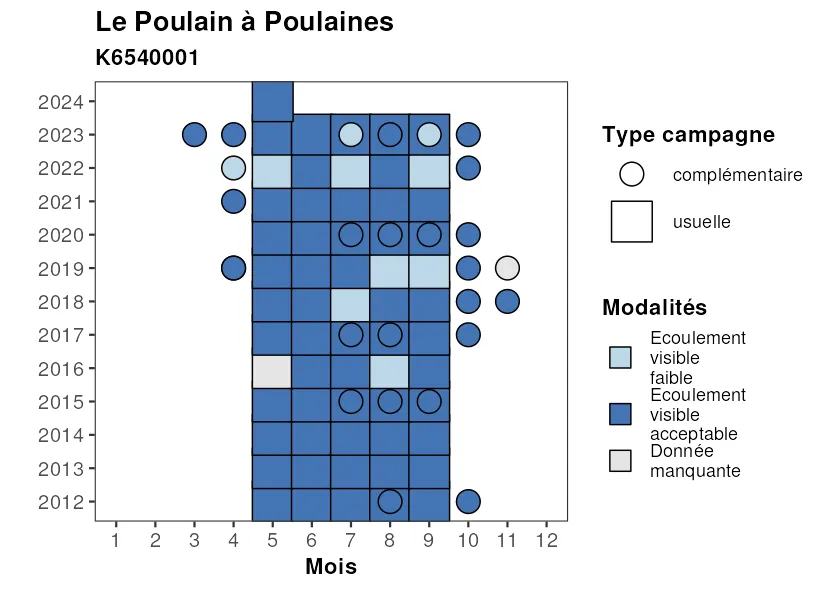 Le Poulain à Poulaines
K6540001
2024
2023
2022
2021
2020
2019
2018
2017
2016
2015
2014
2013
2012
1 2 3 4 5 6 7 8 9 10 11 12
Mois
Type campagne
complémentaire
usuelle
Modalités
Ecoulement
visible
faible
Ecoulement
visible
acceptable
Donnée
manquante